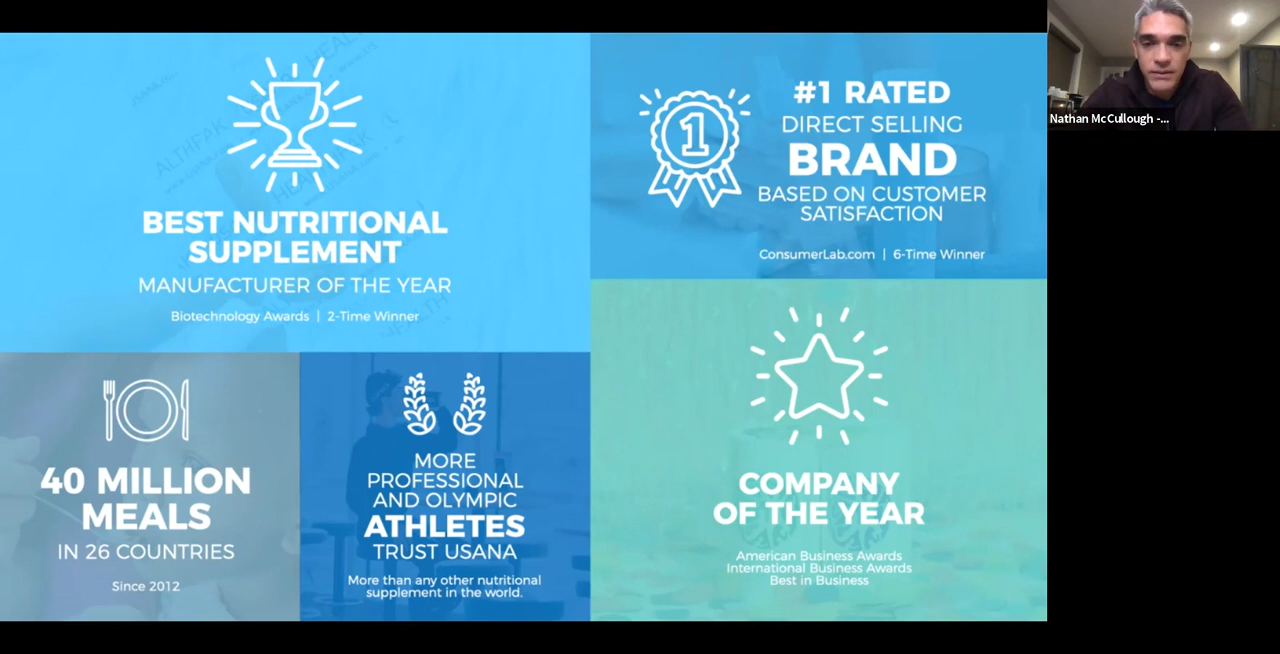 BEST NUTRITIONAL
SUPPLEMENT
MANUFACTURER OF THE YEAR
Biotechnology Awards | 2-Time Winner
1
#1 RATED
DIRECT SELLING
BRAND
BASED ON CUSTOMER
SATISFACTION
ConsumerLab.com | 6-Time Winner
40 MILLION
MEALS
IN 26 COUNTRIES
Since 2012
MORE
PROFESSIONAL
AND OLYMPIC
ATHLETES
TRUST USANA
More than any other nutritional
supplement in the world.
COMPANY
OF THE YEAR
American Business Awards
International Business Awards
Best in Business
Nathan McCullough -...